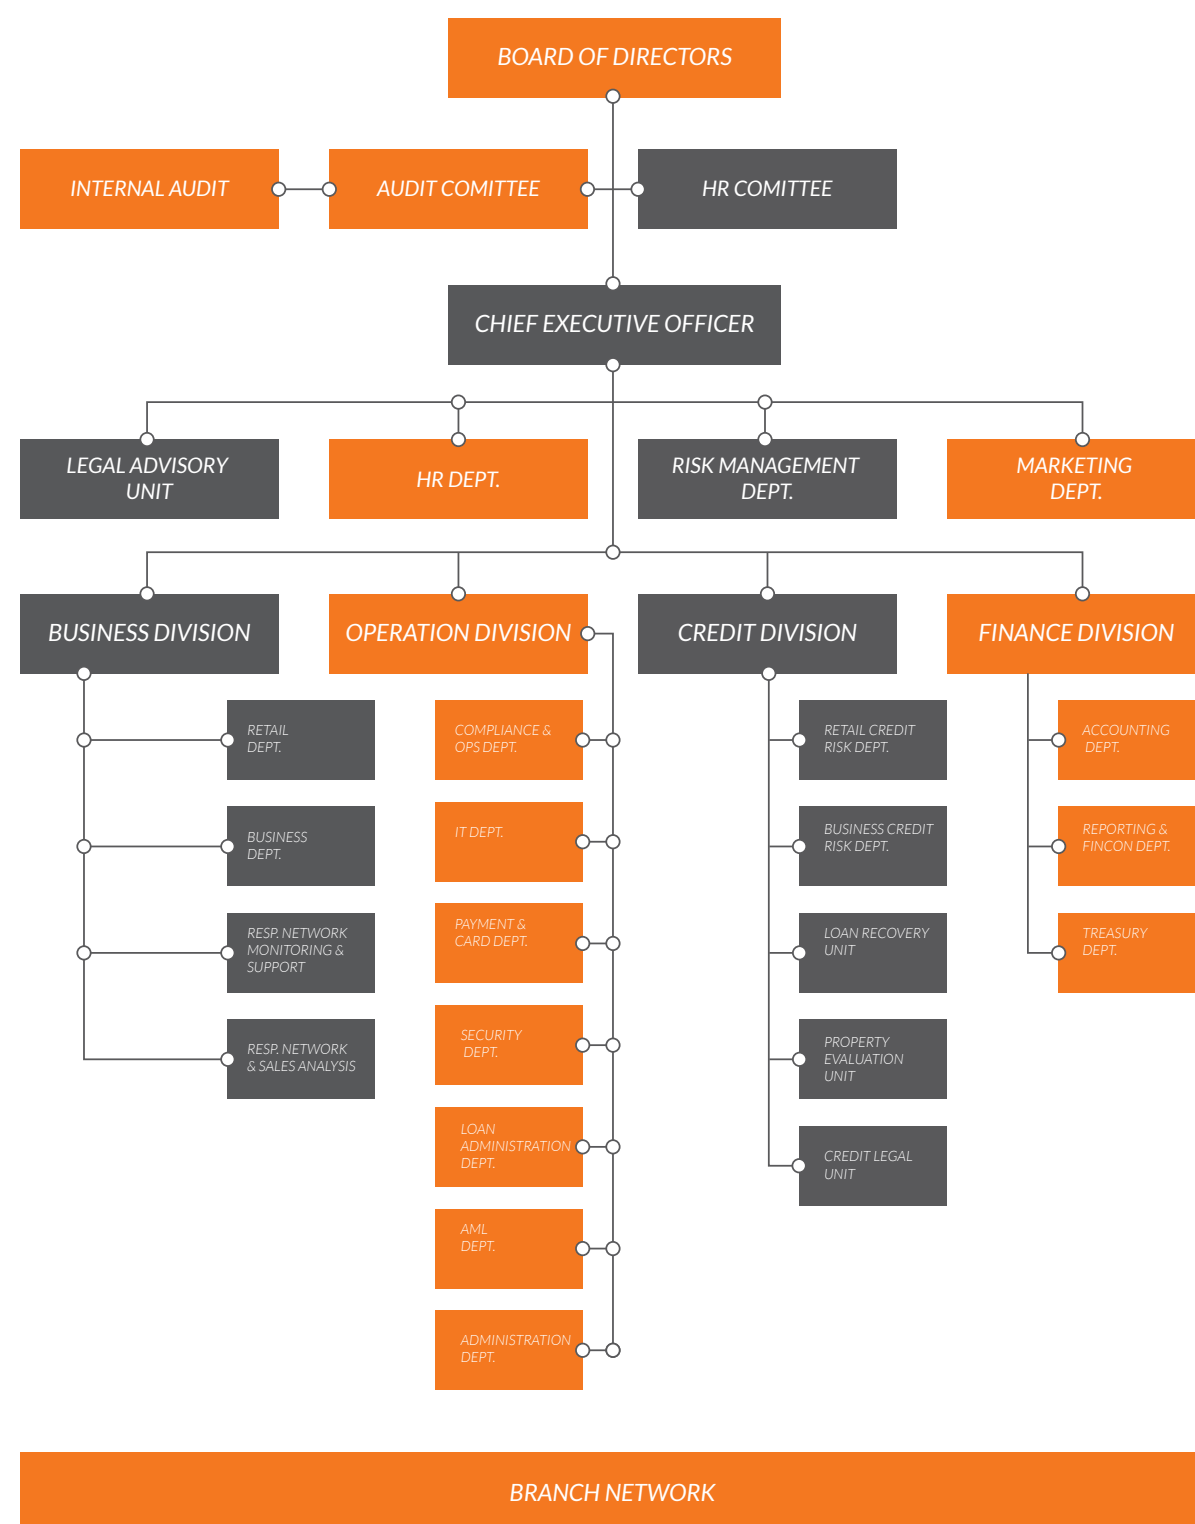 BOARD OF DIRECTORS
INTERNAL AUDIT
AUDIT COMITTEE
HR COMITTEE
CHIEF EXECUTIVE OFFICER
LEGAL ADVISORY
UNIT
HR DEPT.
RISK MANAGEMENT
DEPT.
MARKETING
DEPT.
BUSINESS DIVISION
OPERATION DIVISION
CREDIT DIVISION
FINANCE DIVISION
RETAIL
DEPT.
BUSINESS
DEPT.
RESP. NETWORK
MONITORING &
SUPPORT
RESP. NETWORK
& SALES ANALYSIS
COMPLIANCE &
OPS DEPT.
IT DEPT.
PAYMENT &
CARD DEPT.
SECURITY
DEPT.
LOAN
ADMINISTRATION
DEPT.
AML
DEPT.
ADMINISTRATION
DEPT.
RETAIL CREDIT
RISK DEPT.
BUSINESS CREDIT
RISK DEPT.
LOAN RECOVERY
UNIT
PROPERTY
EVALUATION
UNIT
CREDIT LEGAL
UNIT
ACCOUNTING
DEPT.
REPORTING &
FINCON DEPT.
TREASURY
DEPT.
BRANCH NETWORK